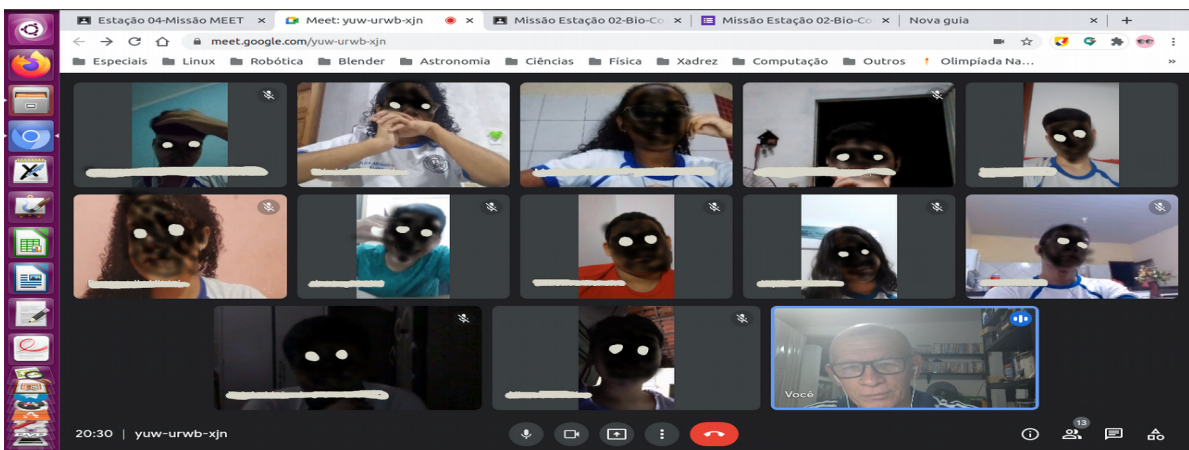 Estação 04-Missão MEET
Meet: yuw-urwb-xjn
Missão Estação 02-Bio-Co
Missão Estação 02-Bio-Co
Nova guia
meet.google.com/yuw-urwb-xjn
Especiais Linux Robótica Blender Astronomia Ciências Física Xadrez Computação Outros Olimpíada Na...
Você
20:30 | yuw-urwb-xjn
13